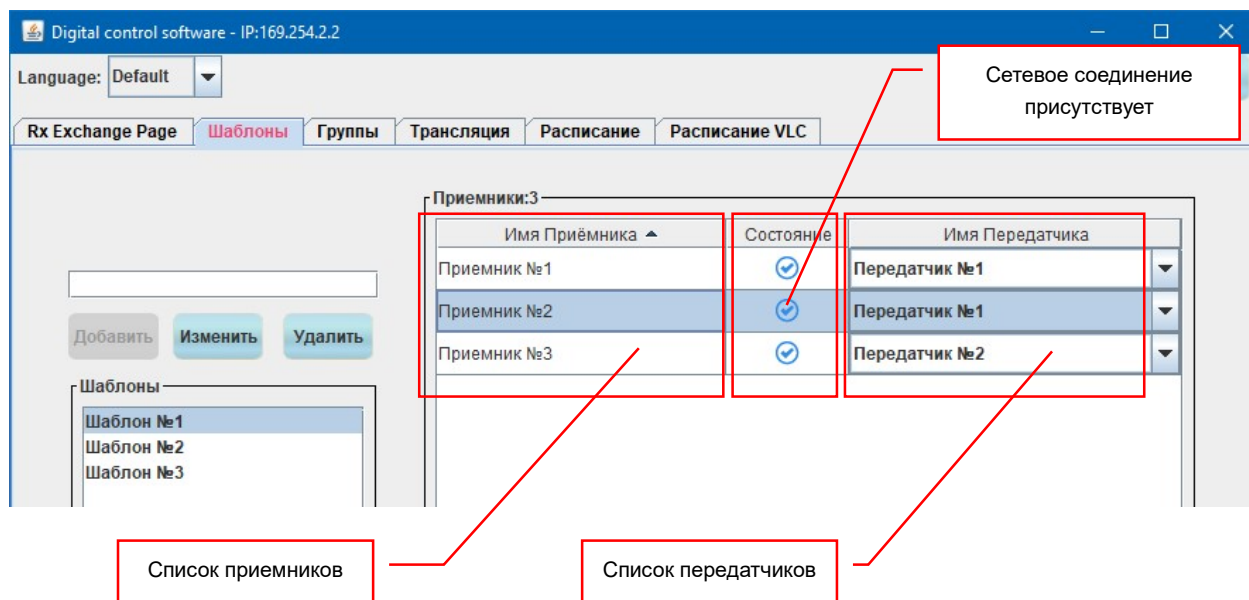 Digital control software - IP:169.254.2.2
Language: Default
Сетевое соединение
присутствует
Rx Exchange Page Шаблоны Группы Трансляция Расписание Расписание VLC
Приемники:3
Имя Приёмника Состояние Имя Передатчика
Приемник №1 Передатчик №1
Приемник №2 Передатчик №1
Приемник №3 Передатчик №2
Добавить Изменить Удалить
Шаблоны
Шаблон №1
Шаблон №2
Шаблон №3
Список приемников Список передатчиков